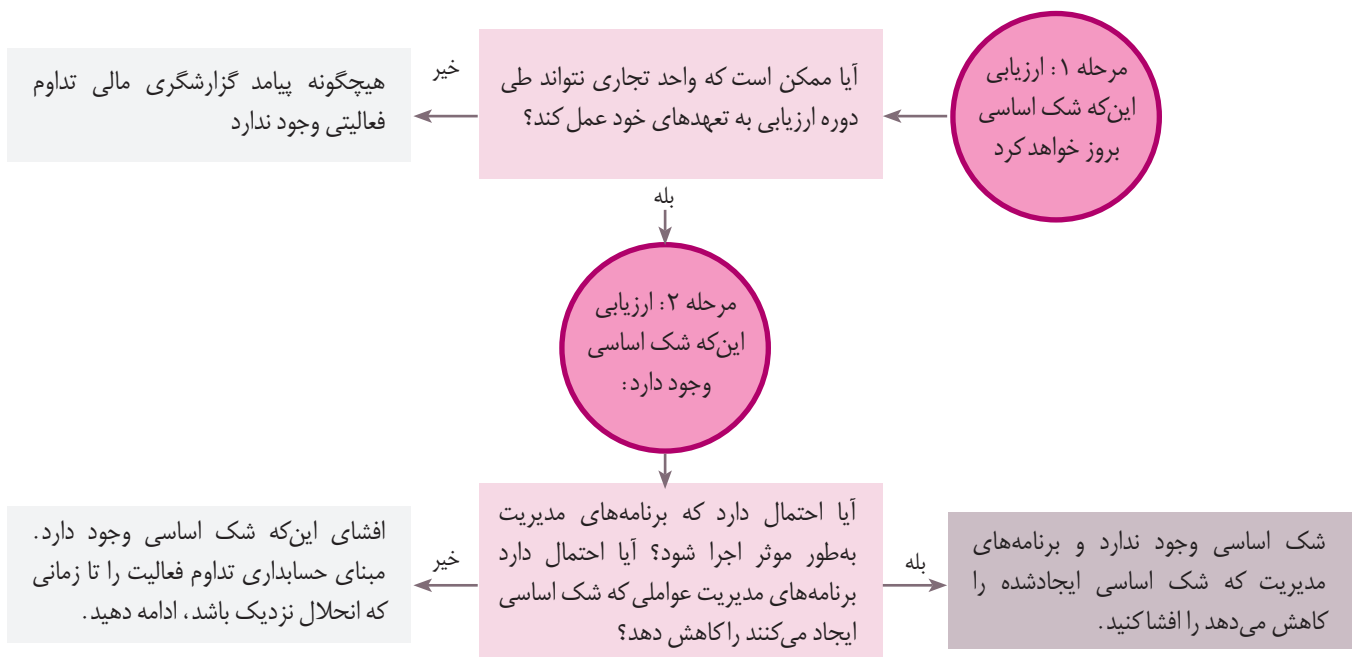 مرحله ۱: ارزیابی
این‌که شک اساسی
بروز خواهد کرد
آیا ممکن است که واحد تجاری نتواند طی
دوره ارزیابی به تعهدهای خود عمل کند؟
خیر
هیچگونه پیامد گزارشگری مالی تداوم
فعالیتی وجود ندارد
بله
مرحله ۲: ارزیابی
این‌که شک اساسی
وجود دارد:
آیا احتمال دارد که برنامه‌های مدیریت
به‌طور موثر اجرا شود؟ آیا احتمال دارد
برنامه‌های مدیریت عواملی که شک اساسی
ایجاد می‌کنند را کاهش دهد؟
بله
شک اساسی وجود ندارد و برنامه‌های
مدیریت که شک اساسی ایجادشده را
کاهش می‌دهد را افشا کنید.
خیر
افشای این‌که شک اساسی وجود دارد.
مبنای حسابداری تداوم فعالیت را تا زمانی
که انحلال نزدیک باشد، ادامه دهید.